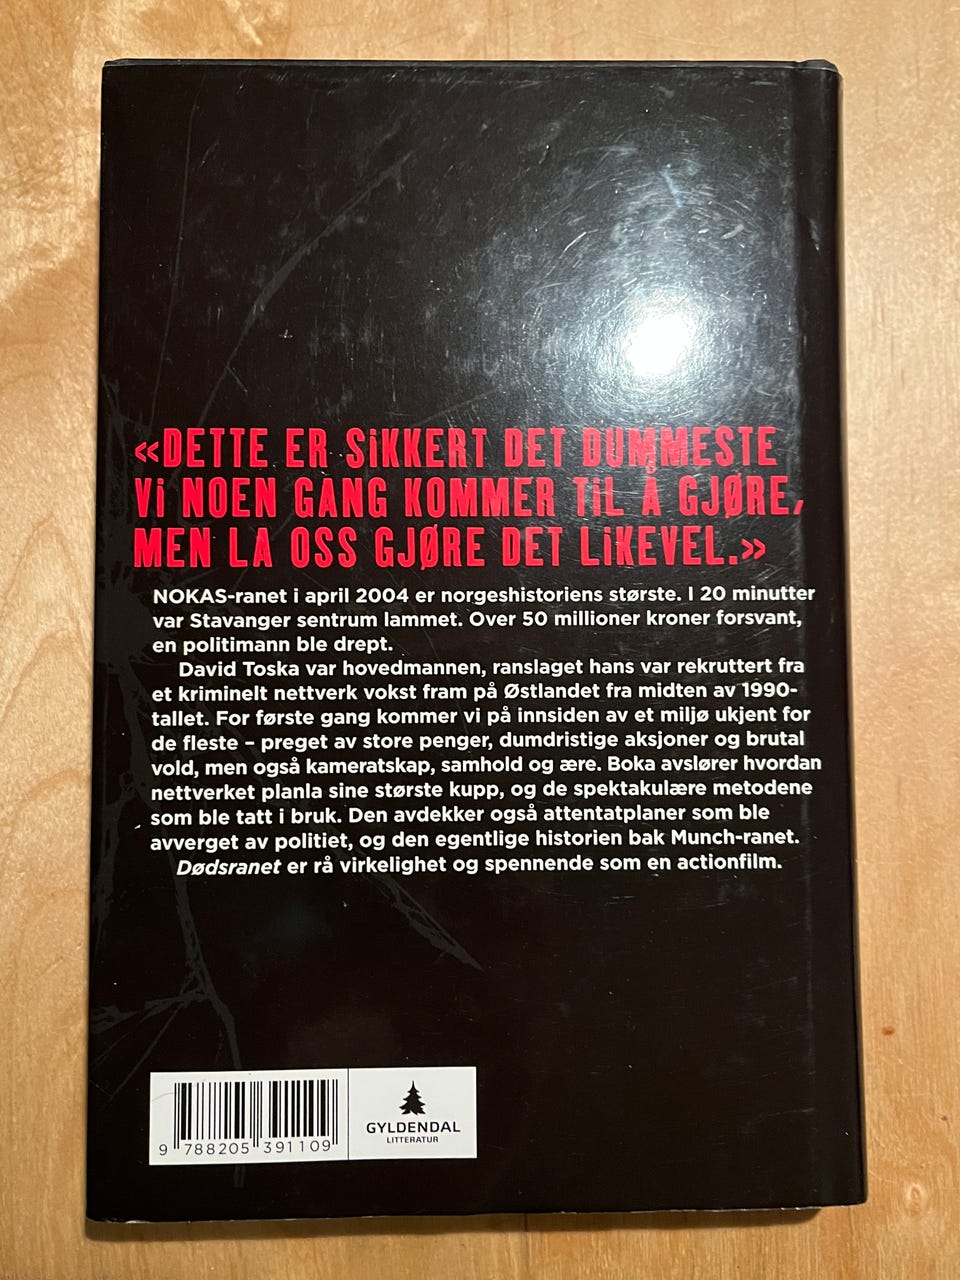 «DETTE ER SiKKERT DET DUMMESTE
Vi NOEN GANG KOMMER TiL Å GJØRE,
MEN LA OSS GJØRE DET LiKEVEL.»
NOKAS-ranet i april 2004 er norgeshistoriens største. I 20 minutter
var Stavanger sentrum lammet. Over 50 millioner kroner forsvant,
en politimann ble drept.
David Toska var hovedmannen, ranslaget hans var rekruttert fra
et kriminelt nettverk vokst fram på Østlandet fra midten av 1990-
tallet. For første gang kommer vi på innsiden av et miljø ukjent for
de fleste – preget av store penger, dumdristige aksjoner og brutal
vold, men også kameratskap, samhold og ære. Boka avslører hvordan
nettverket planla sine største kupp, og de spektakulære metodene
som ble tatt i bruk. Den avdekker også attentatplaner som ble
avverget av politiet, og den egentlige historien bak Munch-ranet.
Dødsranet er rå virkelighet og spennende som en actionfilm.
9 788205 391109
GYLDENDAL
LITTERATUR